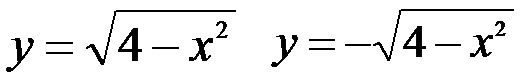 y = √(4 − x²)   y = −√(4 − x²)